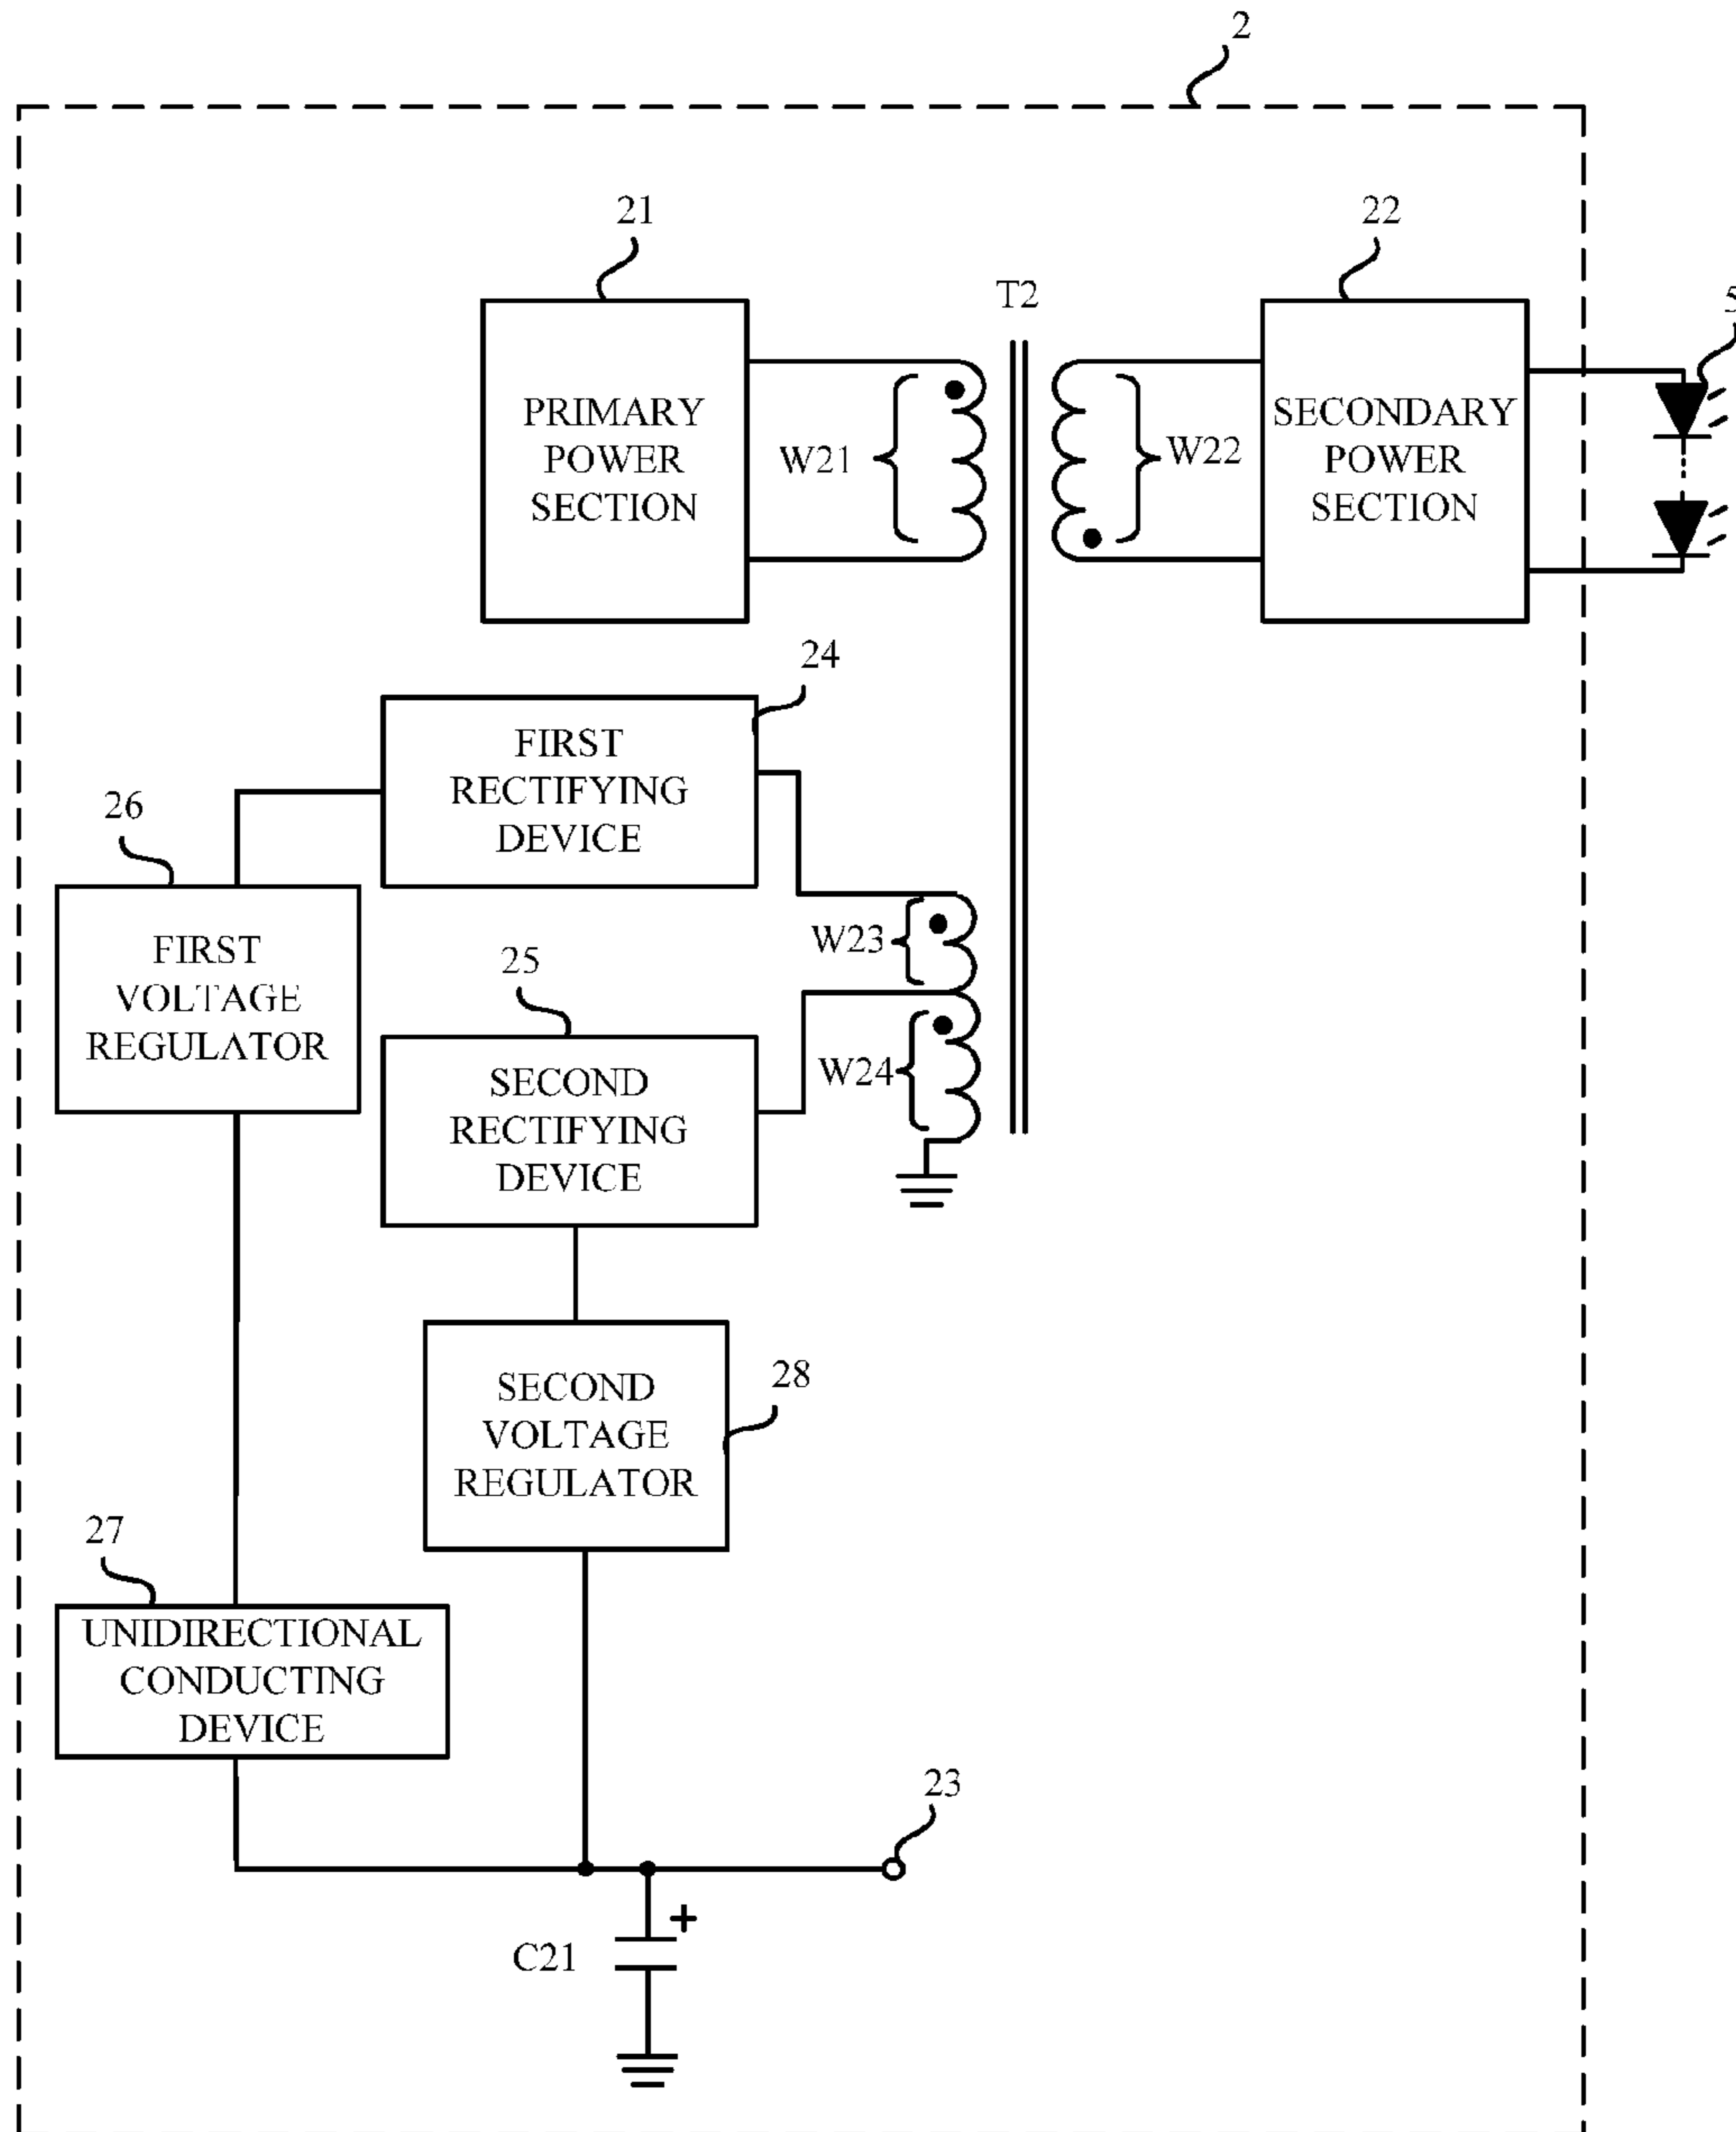 2
21
22
T2
5
PRIMARY
POWER
SECTION
W21
W22
SECONDARY
POWER
SECTION
24
FIRST
RECTIFYING
DEVICE
26
FIRST
VOLTAGE
REGULATOR
W23
25
SECOND
RECTIFYING
DEVICE
W24
28
SECOND
VOLTAGE
REGULATOR
27
UNIDIRECTIONAL
CONDUCTING
DEVICE
23
+
C21